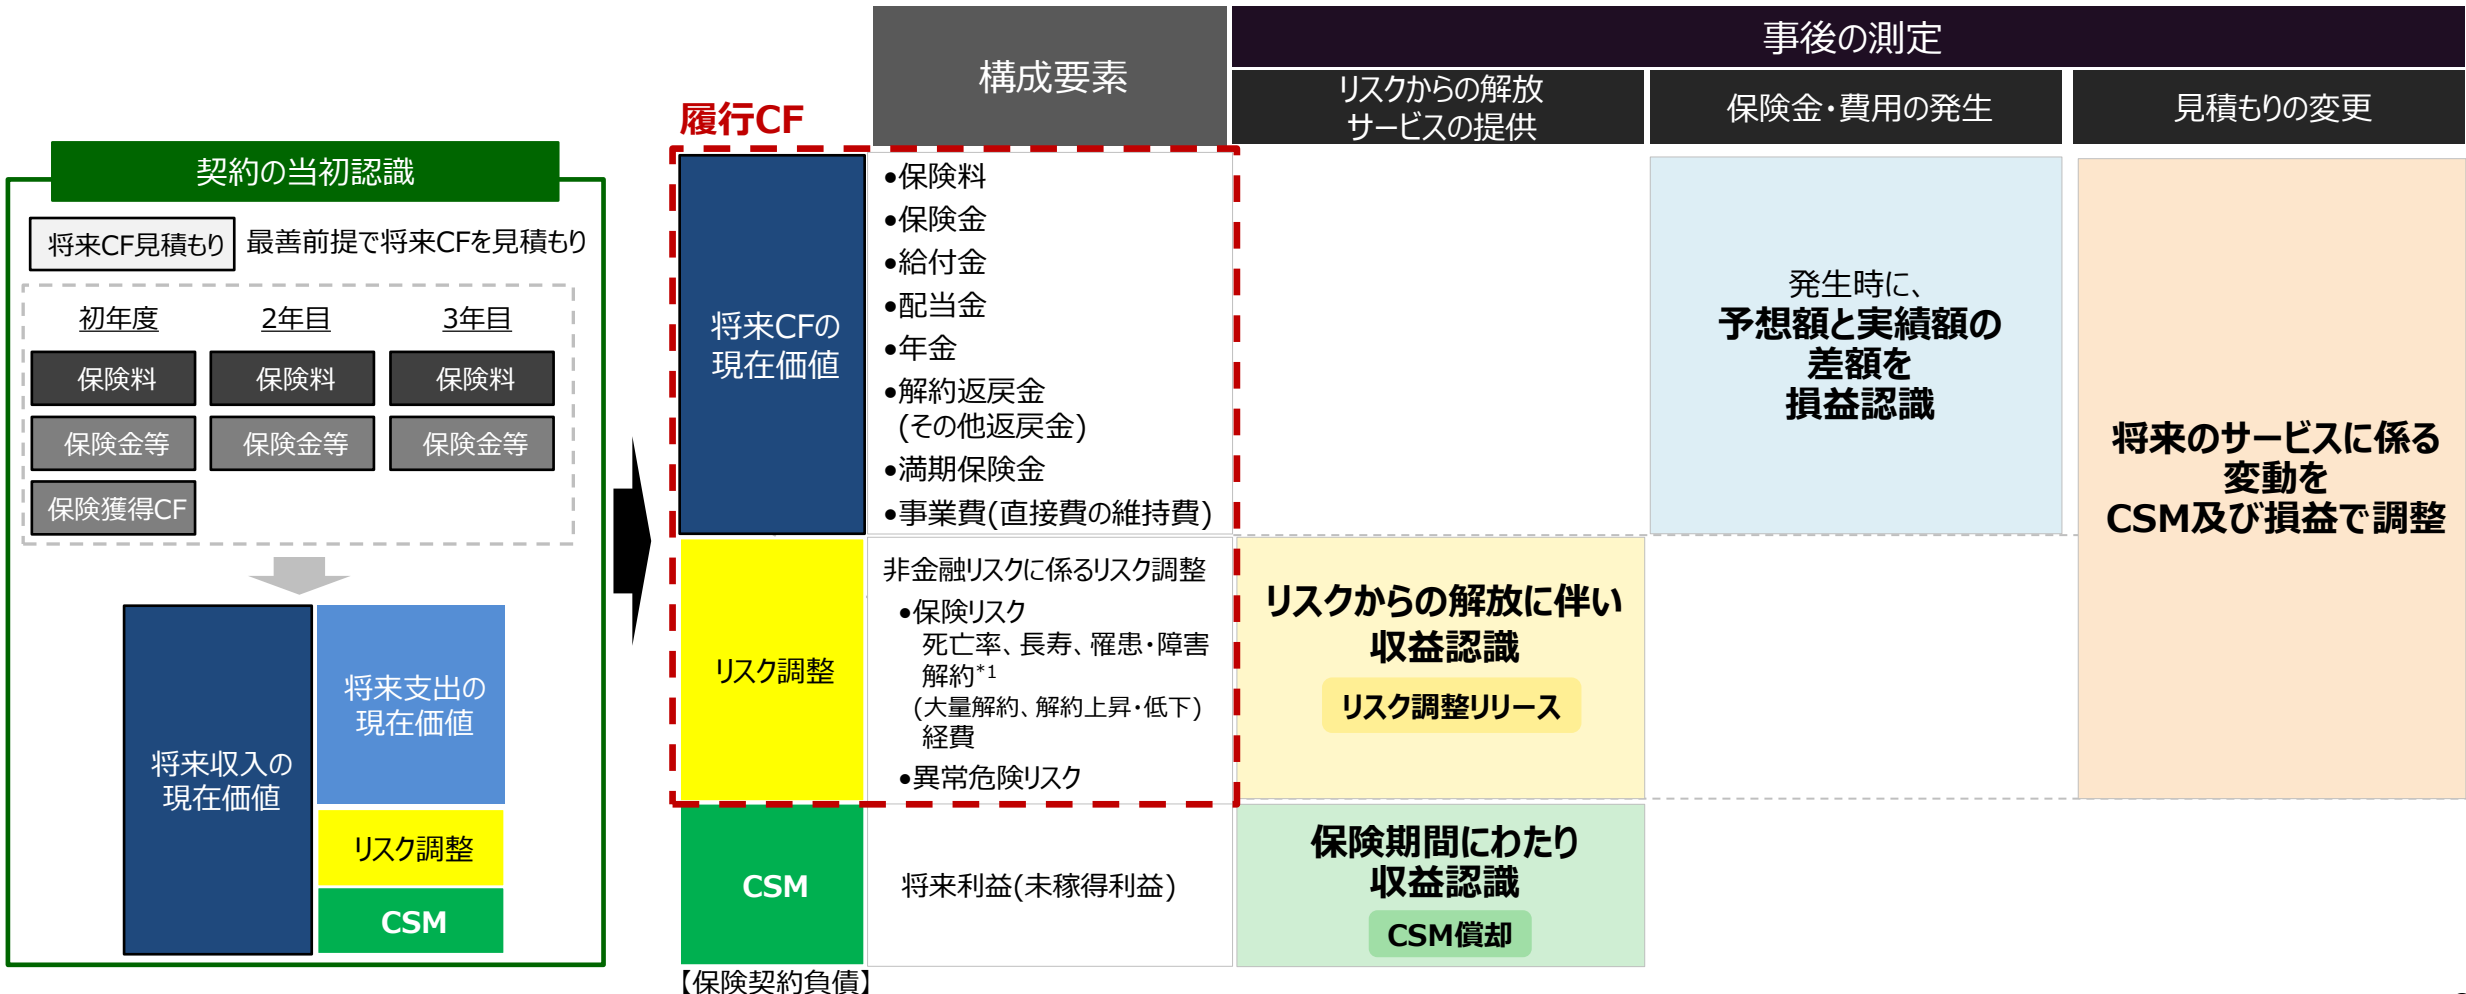 契約の当初認識
将来CF見積もり
最善前提で将来CFを見積もり
初年度
2年目
3年目
保険料
保険料
保険料
保険金等
保険金等
保険金等
保険獲得CF
将来収入の
現在価値
将来支出の
現在価値
リスク調整
CSM
履行CF
構成要素
事後の測定
リスクからの解放
サービスの提供
保険金・費用の発生
見積もりの変更
将来CFの
現在価値
●保険料
●保険金
●給付金
●配当金
●年金
●解約返戻金
(その他返戻金)
●満期保険金
●事業費(直接費の維持費)
発生時に、
予想額と実績額の
差額を
損益認識
将来のサービスに係る
変動を
CSM及び損益で調整
リスク調整
非金融リスクに係るリスク調整
●保険リスク
死亡率、長寿、罹患・障害
解約*1
(大量解約、解約上昇・低下)
経費
●異常危険リスク
リスクからの解放に伴い
収益認識
リスク調整リリース
CSM
将来利益(未稼得利益)
保険期間にわたり
収益認識
CSM償却
【保険契約負債】